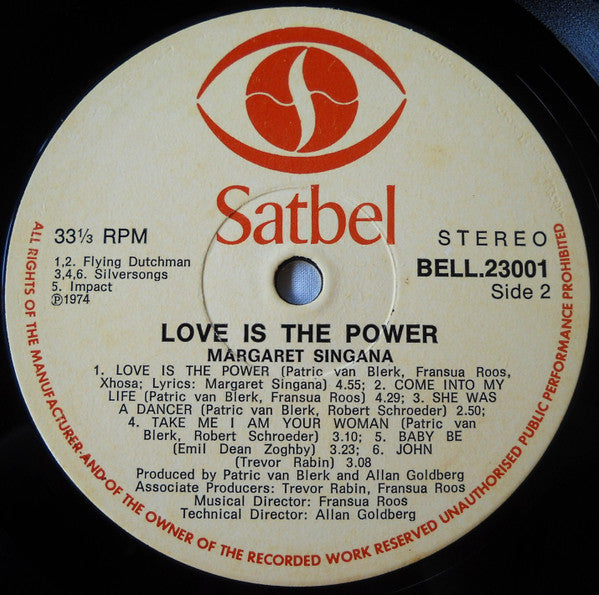 Satbel
33⅓ RPM
STEREO
1,2. Flying Dutchman
3,4,6. Silversongs
5. Impact
℗1974
BELL.23001
Side 2
LOVE IS THE POWER
MARGARET SINGANA
1. LOVE IS THE POWER (Patric van Blerk, Fransua Roos,
Xhosa; Lyrics: Margaret Singana) 4.55; 2. COME INTO MY
LIFE (Patric van Blerk, Fransua Roos) 4.29; 3. SHE WAS
A DANCER (Patric van Blerk, Robert Schroeder) 2.50;
4. TAKE ME I AM YOUR WOMAN (Patric van
Blerk, Robert Schroeder) 3.10; 5. BABY BE
(Emil Dean Zoghby) 3.23; 6. JOHN
(Trevor Rabin) 3.08
Produced by Patric van Blerk and Allan Goldberg
Associate Producers: Trevor Rabin, Fransua Roos
Musical Director: Fransua Roos
Technical Director: Allan Goldberg
ALL RIGHTS OF THE MANUFACTURER AND OF THE OWNER OF THE RECORDED WORK RESERVED UNAUTHORISED PUBLIC PERFORMANCE PROHIBITED